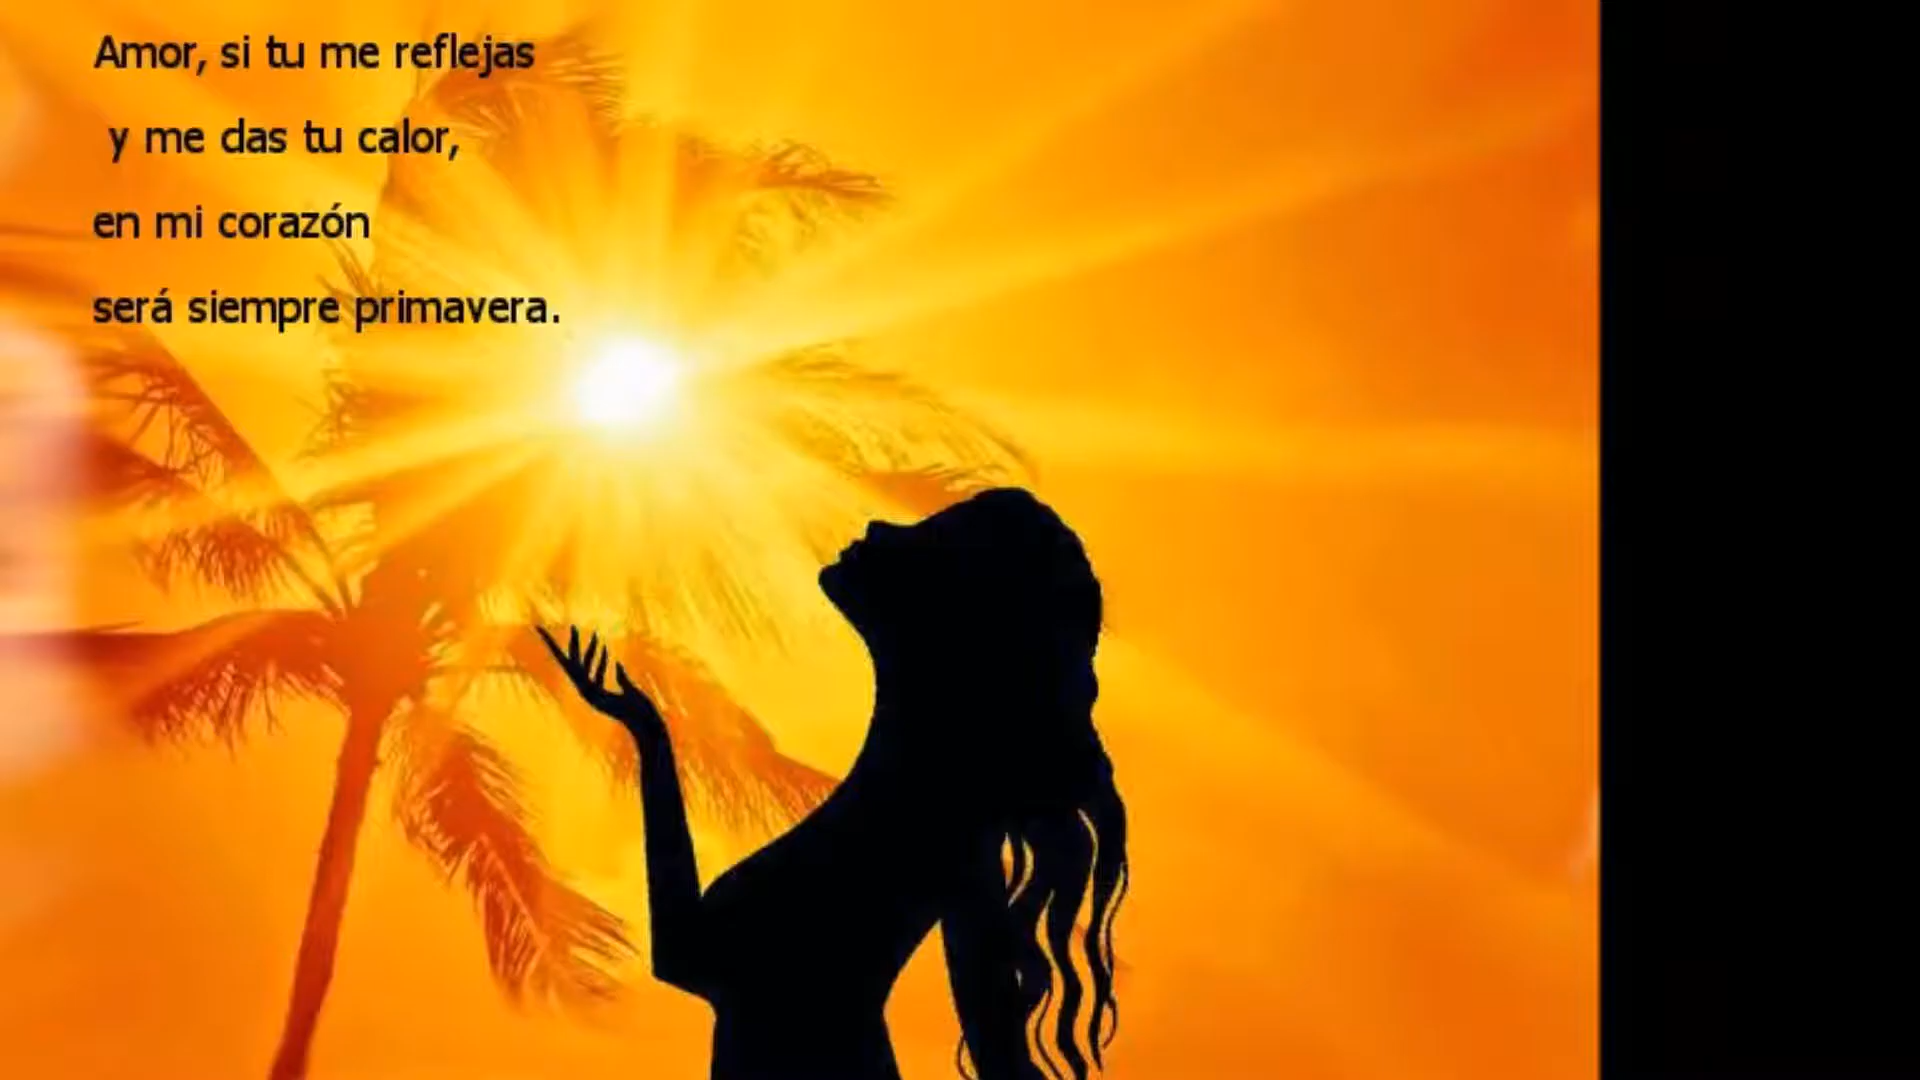 Amor, si tu me reflejas
y me das tu calor,
en mi corazón
será siempre primavera.